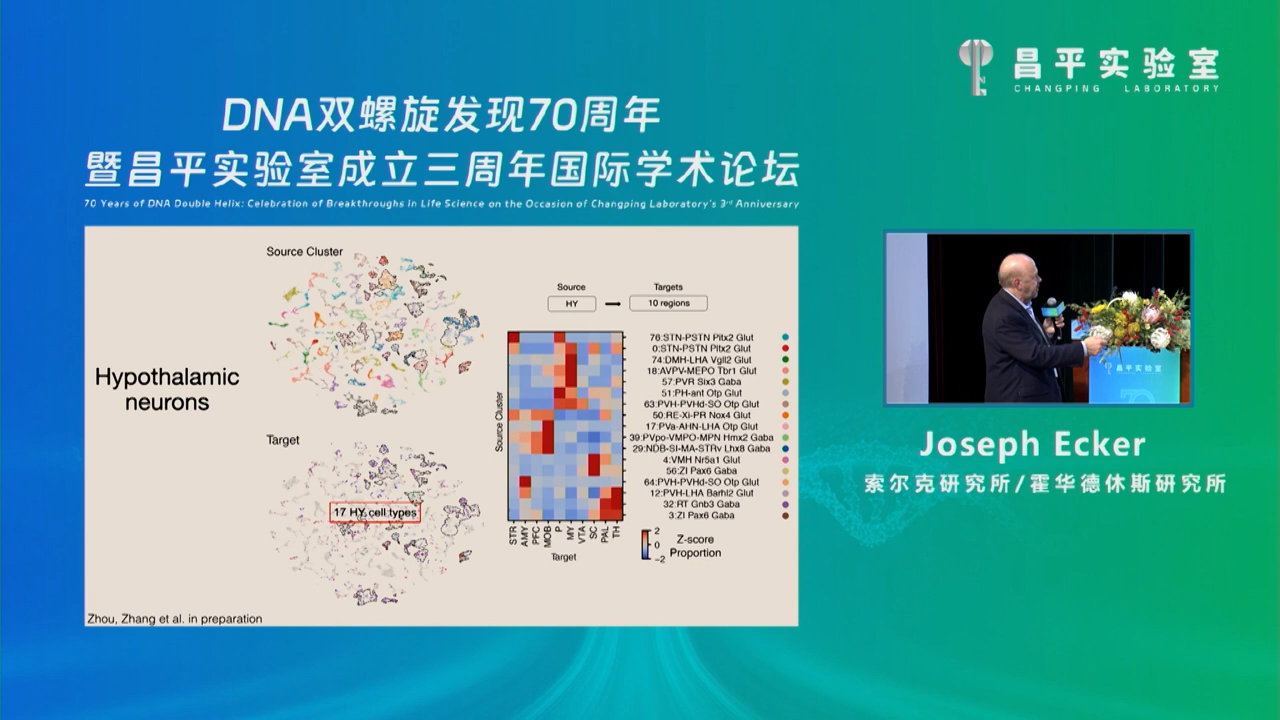 昌平实验室
CHANGPING LABORATORY
DNA双螺旋发现70周年
暨昌平实验室成立三周年国际学术论坛
70 Years of DNA Double Helix: Celebration of Breakthroughs in Life Science on the Occasion of Changping Laboratory's 3rd Anniversary
Hypothalamic
neurons
Source Cluster
Target
17 HY cell types
Source
Targets
HY
10 regions
Source Cluster
76:STN-PSTN Pitx2 Glut
0:STN-PSTN Pitx2 Glut
74:DMH-LHA Vgll2 Glut
18:AVPV-MEPO Tbr1 Glut
57:PVR Six3 Gaba
51:PH-ant Otp Glut
63:PVH-PVHd-SO Otp Glut
50:RE-Xi-PR Nox4 Glut
17:PVa-AHN-LHA Otp Glut
39:PVpo-VMPO-MPN Hmx2 Gaba
29:NDB-SI-MA-STRv Lhx8 Gaba
4:VMH Nr5a1 Glut
56:ZI Pax6 Gaba
64:PVH-PVHd-SO Otp Glut
12:PVH-LHA Barhl2 Glut
32:RT Gnb3 Gaba
3:ZI Pax6 Gaba
STR
AMY
PFC
MOB
P
MY
VTA
SC
PAL
TH
Target
2
0
−2
Z-score
Proportion
Zhou, Zhang et al. in preparation
昌平实验室
Joseph Ecker
索尔克研究所/霍华德休斯研究所